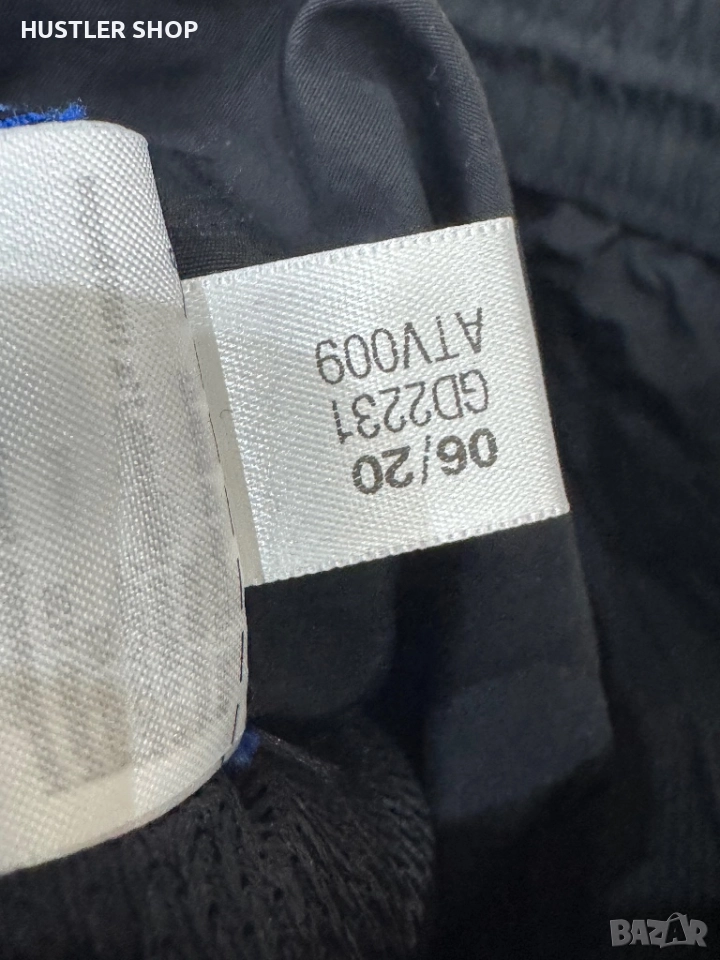 HUSTLER SHOP
06/20
GD2231
ATV009
BAZAR